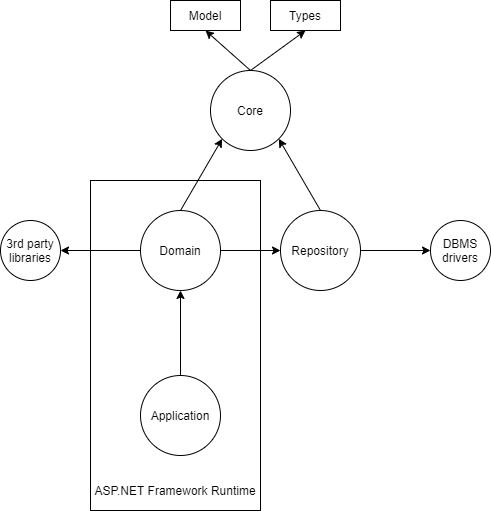 Model
Types
Core
3rd party
libraries
Domain
Repository
DBMS
drivers
Application
ASP.NET Framework Runtime